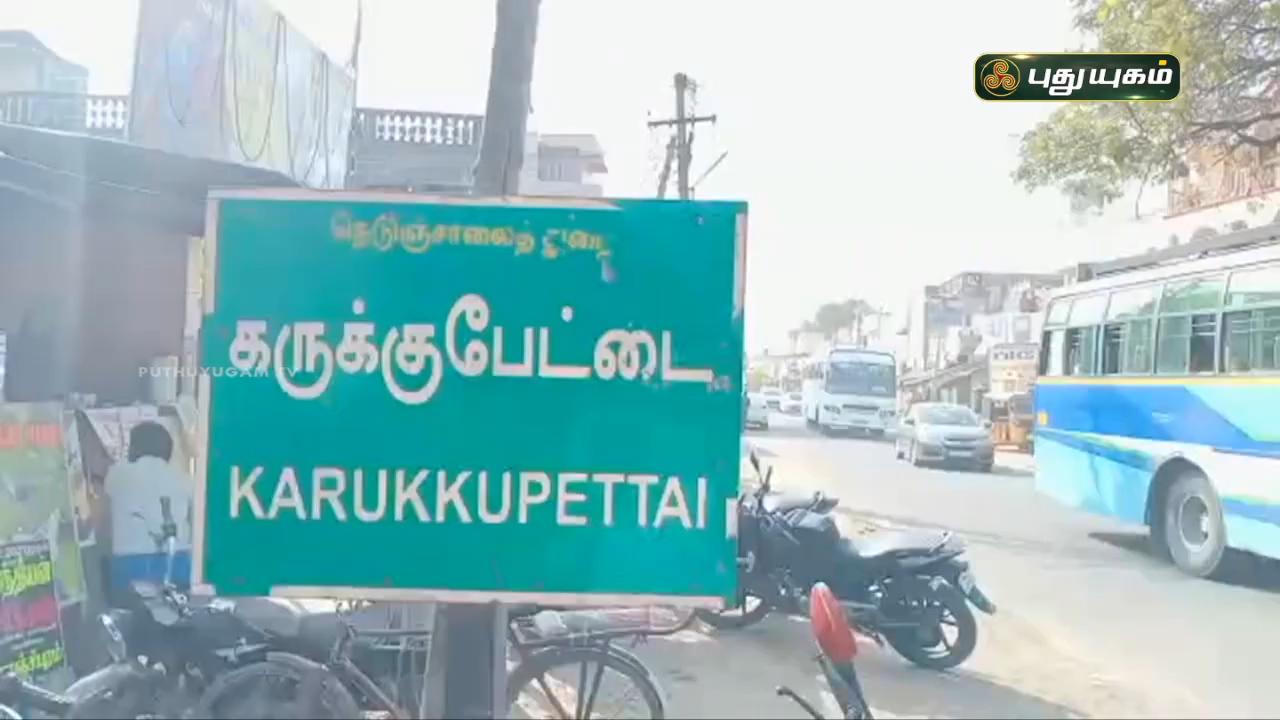 புதுயுகம்
நெடுஞ்சாலைத் துறை
கருக்குபேட்டை
PUTHUYUGAM TV
KARUKKUPETTAI